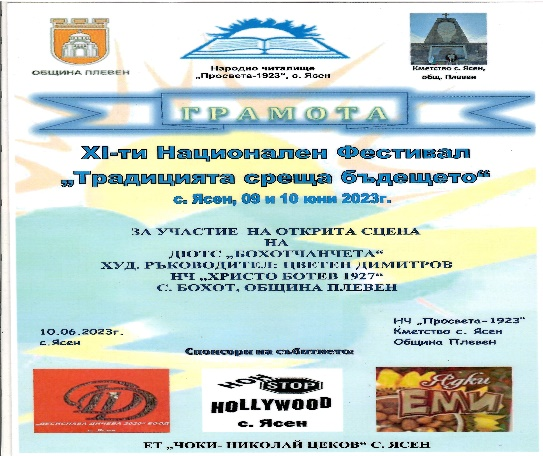 ОБЩИНА ПЛЕВЕН
Народно читалище
„Просвета-1923", с. Ясен
Кметство с. Ясен,
общ. Плевен
ГРАМОТА
XI-ти Национален Фестивал
„Традицията среща бъдещето“
с. Ясен, 09 и 10 юни 2023г.
ЗА УЧАСТИЕ НА ОТКРИТА СЦЕНА
НА
ДЮТС „БОХОТЧАНЧЕТА“
ХУД. РЪКОВОДИТЕЛ: ЦВЕТЕН ДИМИТРОВ
НЧ „ХРИСТО БОТЕВ 1927“
С. БОХОТ, ОБЩИНА ПЛЕВЕН
10.06.2023г.
с.Ясен
НЧ „Просвета-1923"
Кметство с. Ясен
Община Плевен
Спонсори на събитието:
STOP
HOLLYWOOD
с. Ясен
Ядки
ЕМИ
ЕТ „ЧОКИ- НИКОЛАЙ ЦЕКОВ“ С. ЯСЕН